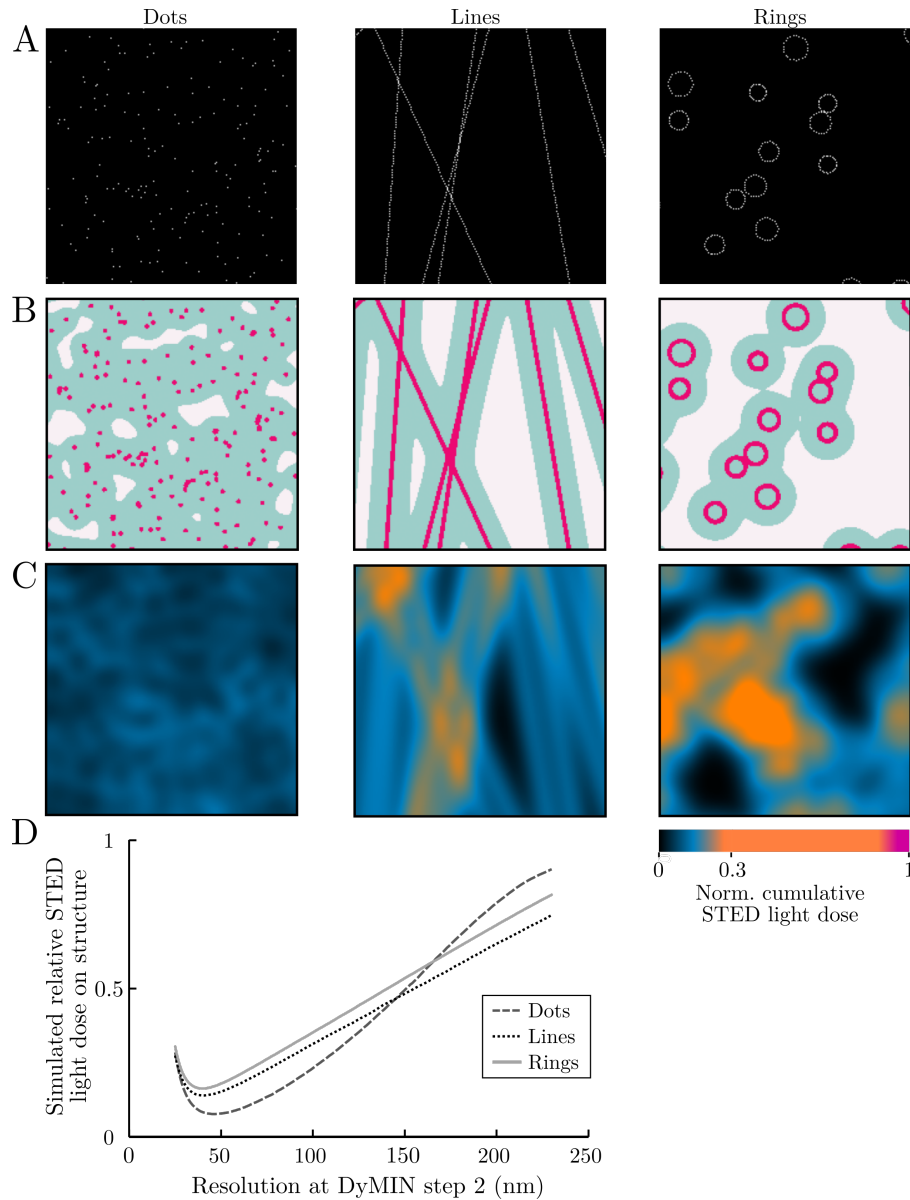 Dots Lines Rings
A
B
C
D
0 0.3 1
Norm. cumulative
STED light dose
Simulated relative STED
light dose on structure
1
0.5
0
0 50 100 150 200 250
Resolution at DyMIN step 2 (nm)
Dots
Lines
Rings